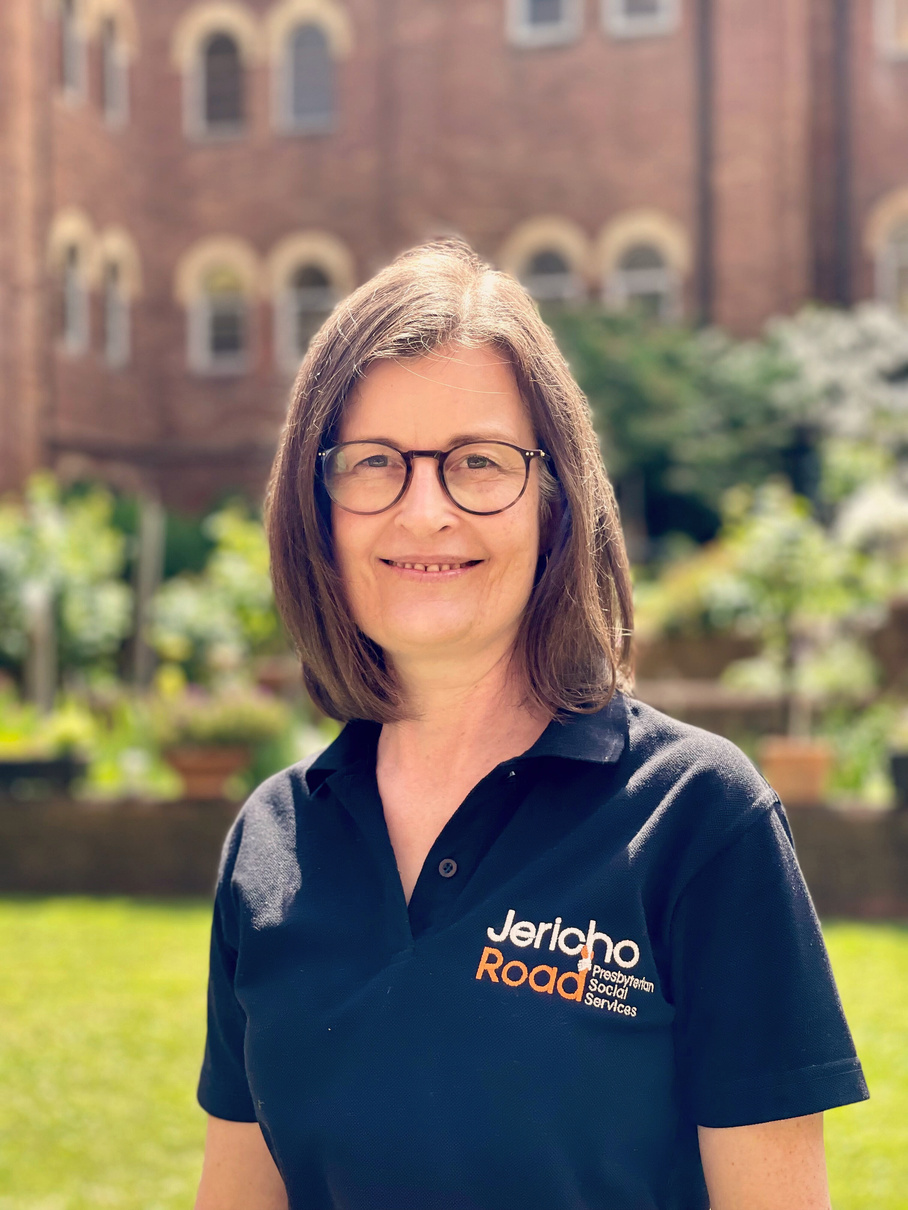 Jericho
Road
Presbyterian
Social
Services